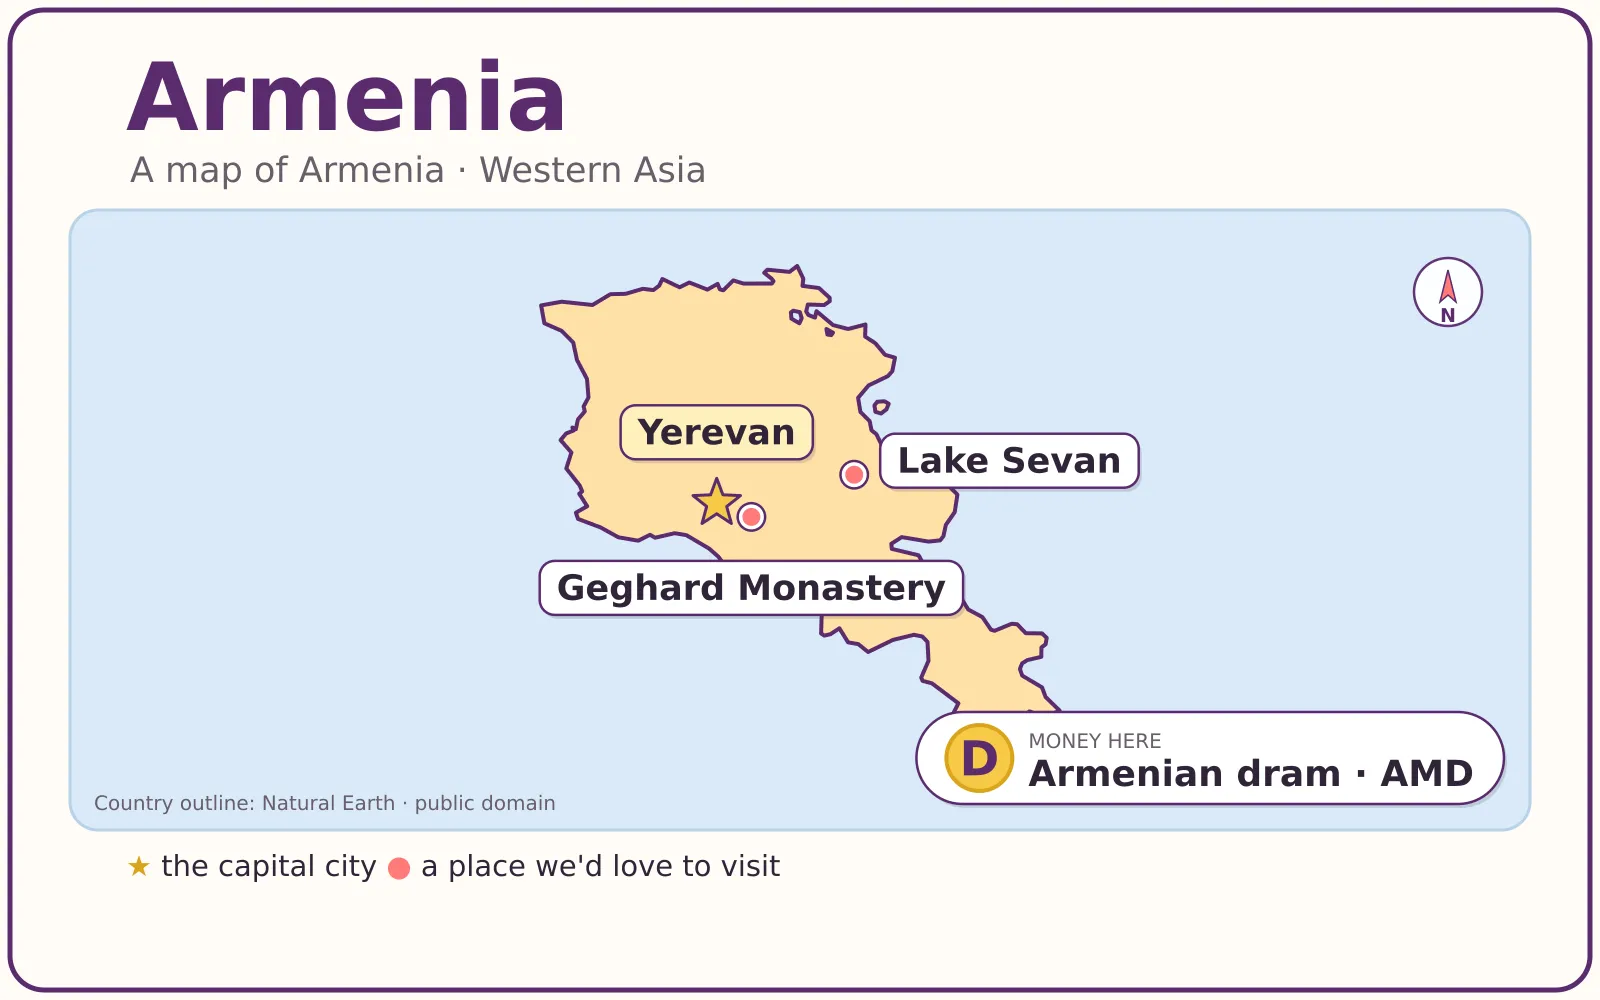 Armenia
A map of Armenia · Western Asia
N
Yerevan
Lake Sevan
Geghard Monastery
D
MONEY HERE
Armenian dram · AMD
Country outline: Natural Earth · public domain
★ the capital city ● a place we'd love to visit